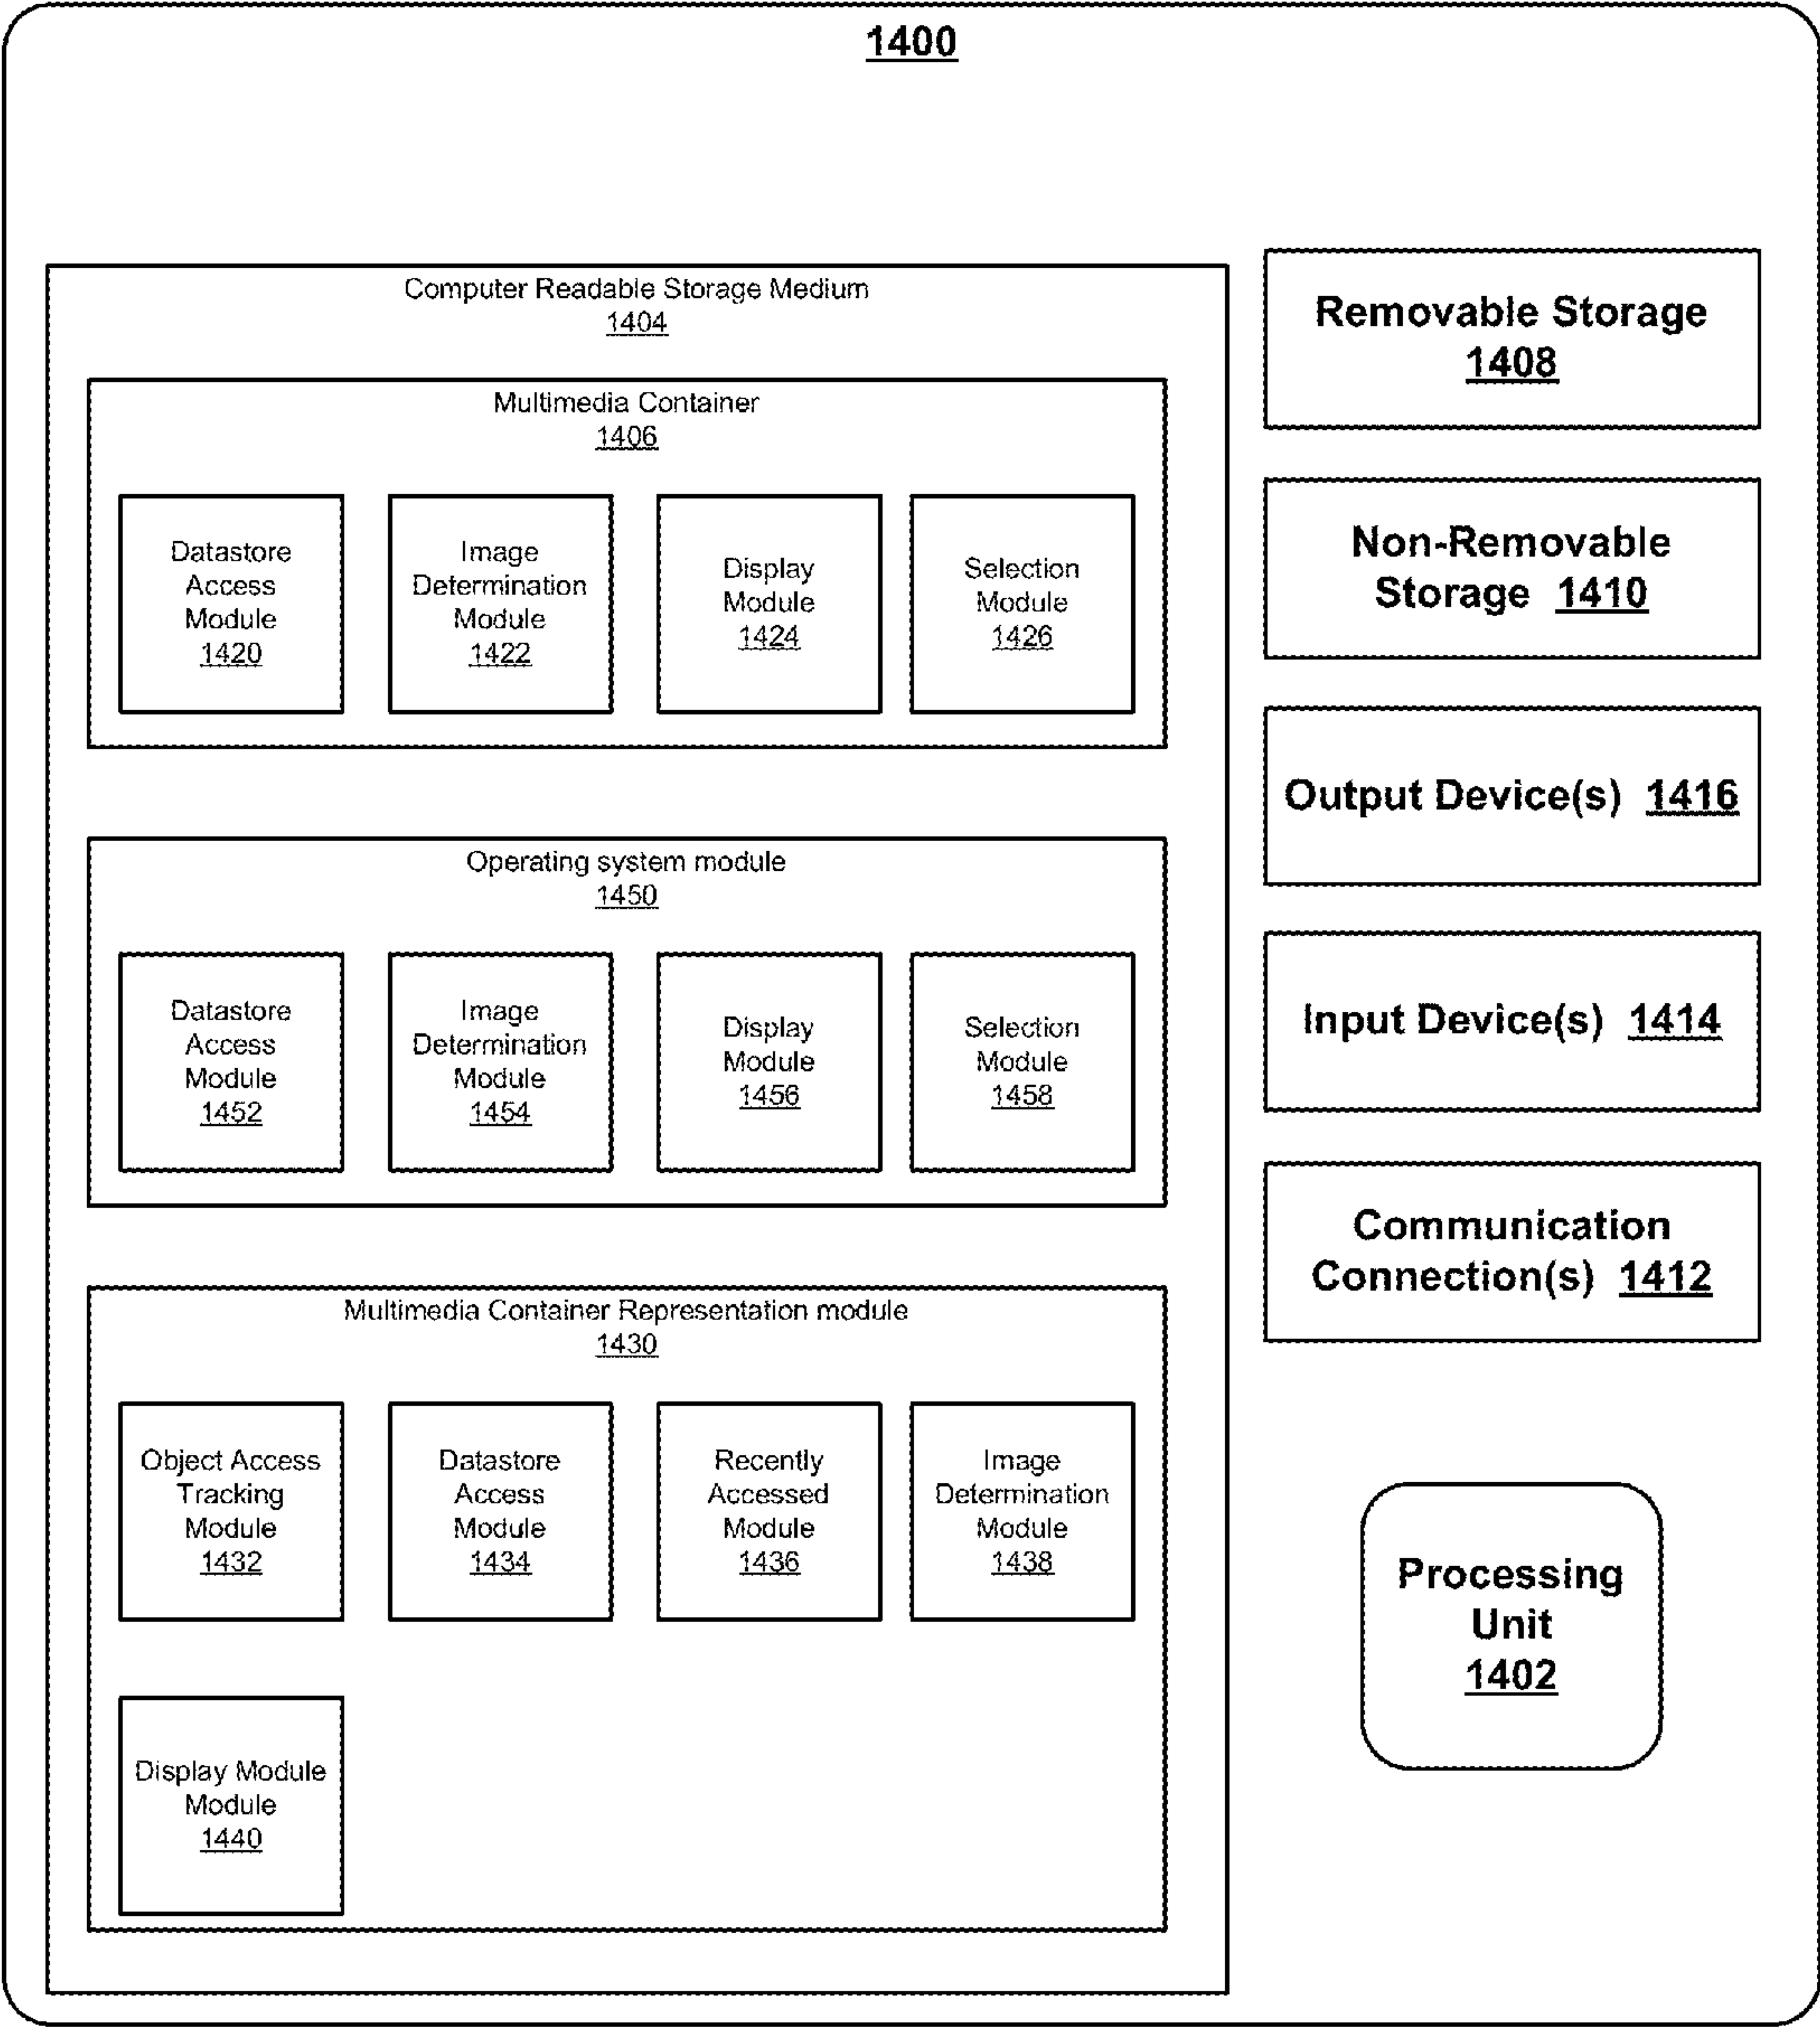 1400
Computer Readable Storage Medium
1404
Multimedia Container
1406
Datastore
Access
Module
1420
Image
Determination
Module
1422
Display
Module
1424
Selection
Module
1426
Operating system module
1450
Datastore
Access
Module
1452
Image
Determination
Module
1454
Display
Module
1456
Selection
Module
1458
Multimedia Container Representation module
1430
Object Access
Tracking
Module
1432
Datastore
Access
Module
1434
Recently
Accessed
Module
1436
Image
Determination
Module
1438
Display Module
Module
1440
Removable Storage
1408
Non-Removable
Storage 1410
Output Device(s) 1416
Input Device(s) 1414
Communication
Connection(s) 1412
Processing
Unit
1402